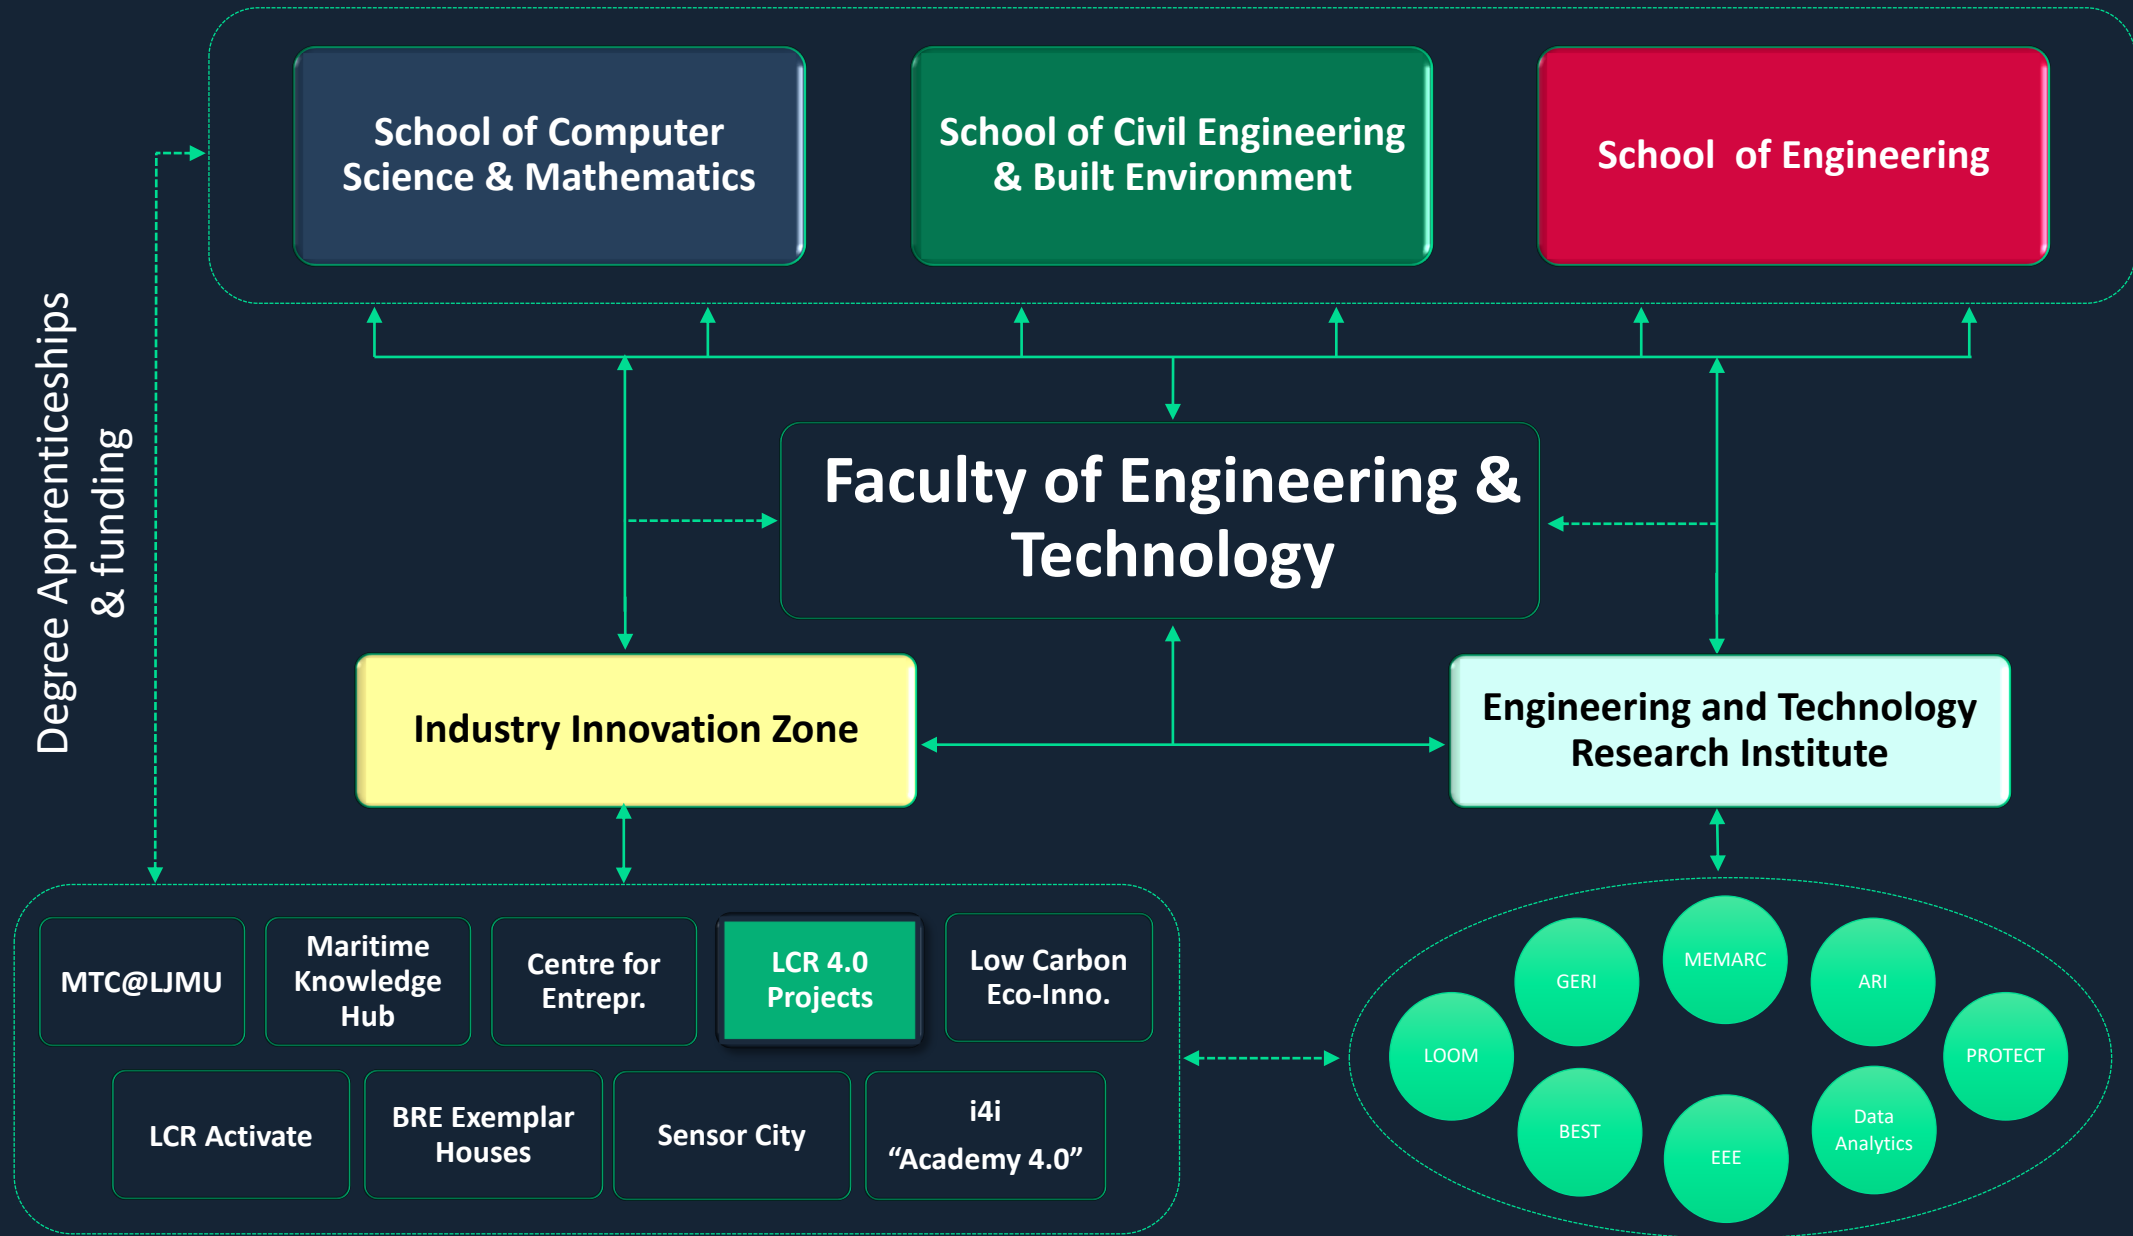 School of Computer
Science & Mathematics
School of Civil Engineering
& Built Environment
School of Engineering
Degree Apprenticeships
& funding
Faculty of Engineering &
Technology
Industry Innovation Zone
Engineering and Technology
Research Institute
MTC@LJMU
Maritime
Knowledge
Hub
Centre for
Entrepr.
LCR 4.0
Projects
Low Carbon
Eco-Inno.
LCR Activate
BRE Exemplar
Houses
Sensor City
i4i
“Academy 4.0”
LOOM
GERI
MEMARC
ARI
PROTECT
BEST
EEE
Data
Analytics